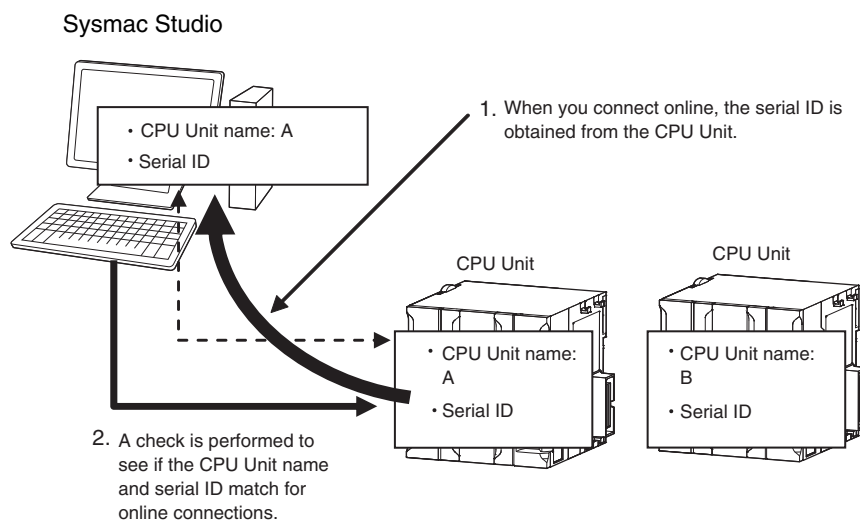 Sysmac Studio
• CPU Unit name: A
• Serial ID
1. When you connect online, the serial ID is
obtained from the CPU Unit.
CPU Unit
• CPU Unit name:
A
• Serial ID
CPU Unit
• CPU Unit name:
B
• Serial ID
2. A check is performed to
see if the CPU Unit name
and serial ID match for
online connections.